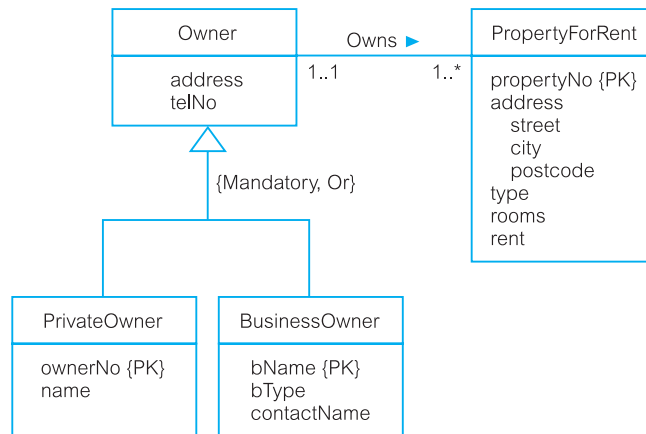 Owner
address
telNo
Owns ►
1..1
1..*
PropertyForRent
propertyNo {PK}
address
street
city
postcode
type
rooms
rent
{Mandatory, Or}
PrivateOwner
ownerNo {PK}
name
BusinessOwner
bName {PK}
bType
contactName